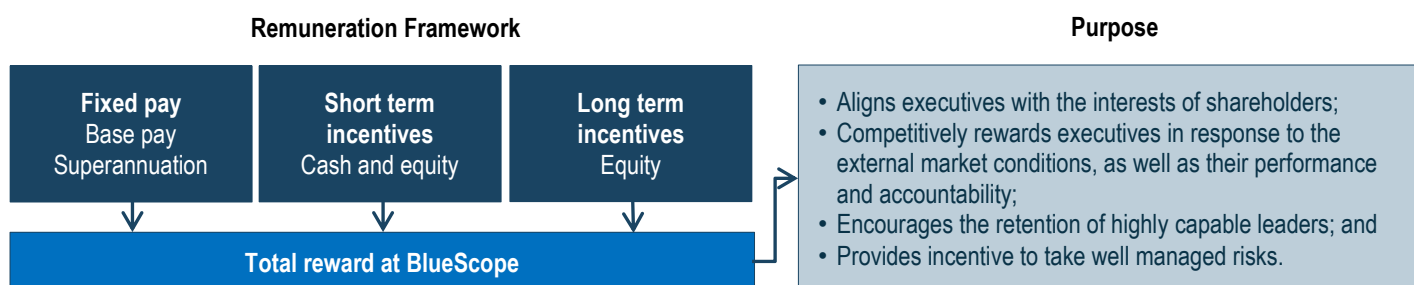 Remuneration Framework
Fixed pay
Base pay
Superannuation
Short term
incentives
Cash and equity
Long term
incentives
Equity
Total reward at BlueScope
Purpose
• Aligns executives with the interests of shareholders;
• Competitively rewards executives in response to the
external market conditions, as well as their performance
and accountability;
• Encourages the retention of highly capable leaders; and
• Provides incentive to take well managed risks.